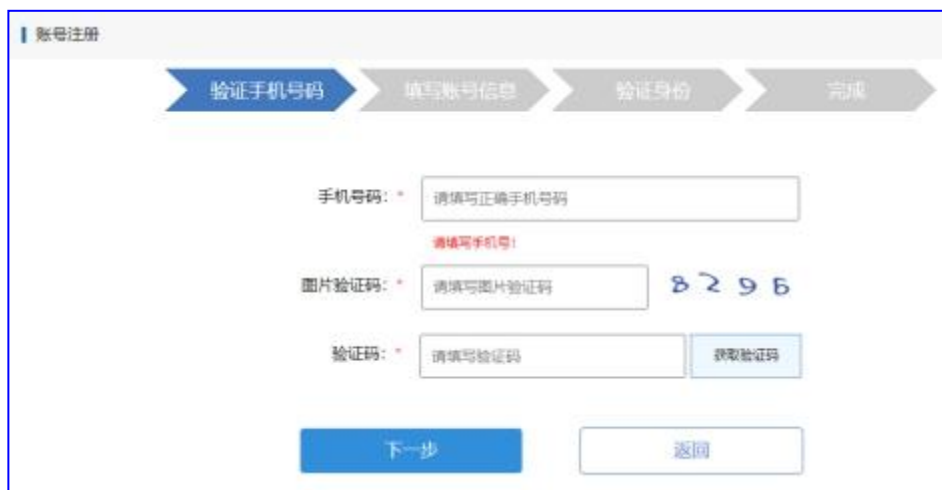 账号注册
验证手机号码 填写账号信息 验证身份 完成
手机号码：* 请填写正确手机号码
请填写手机号！
图片验证码：* 请填写图片验证码 8296
验证码：* 请填写验证码 获取验证码
下一步 返回